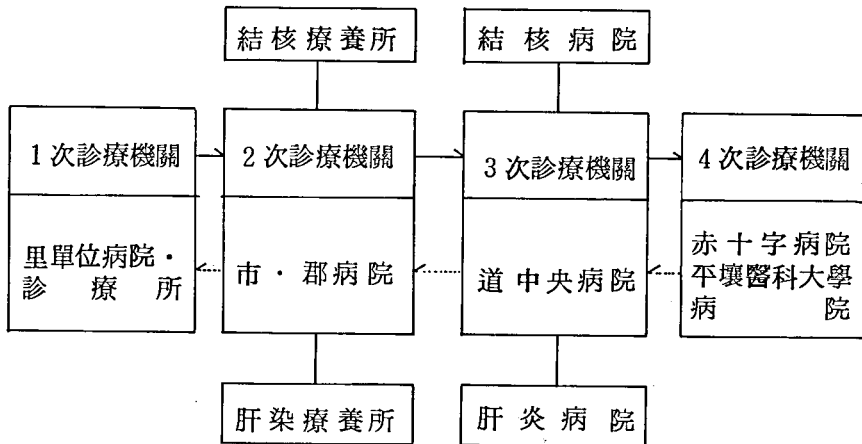 結核療養所
結核病院
1次診療機關
2次診療機關
3次診療機關
4次診療機關
里單位病院·
診療所
市·郡病院
道中央病院
赤十字病院
平壤醫科大學
病院
肝染療養所
肝炎病院